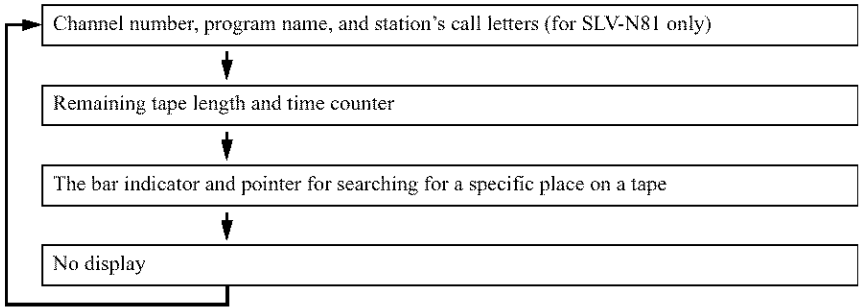 Channel number, program name, and station's call letters (for SLV-N81 only)
Remaining tape length and time counter
The bar indicator and pointer for searching for a specific place on a tape
No display